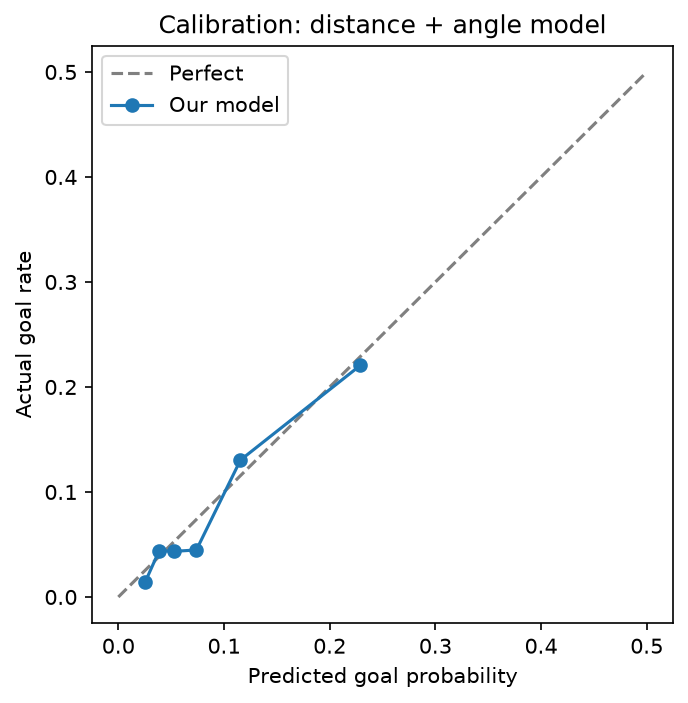 Calibration: distance + angle model
Perfect
Our model
Actual goal rate
0.5
0.4
0.3
0.2
0.1
0.0
0.0 0.1 0.2 0.3 0.4 0.5
Predicted goal probability